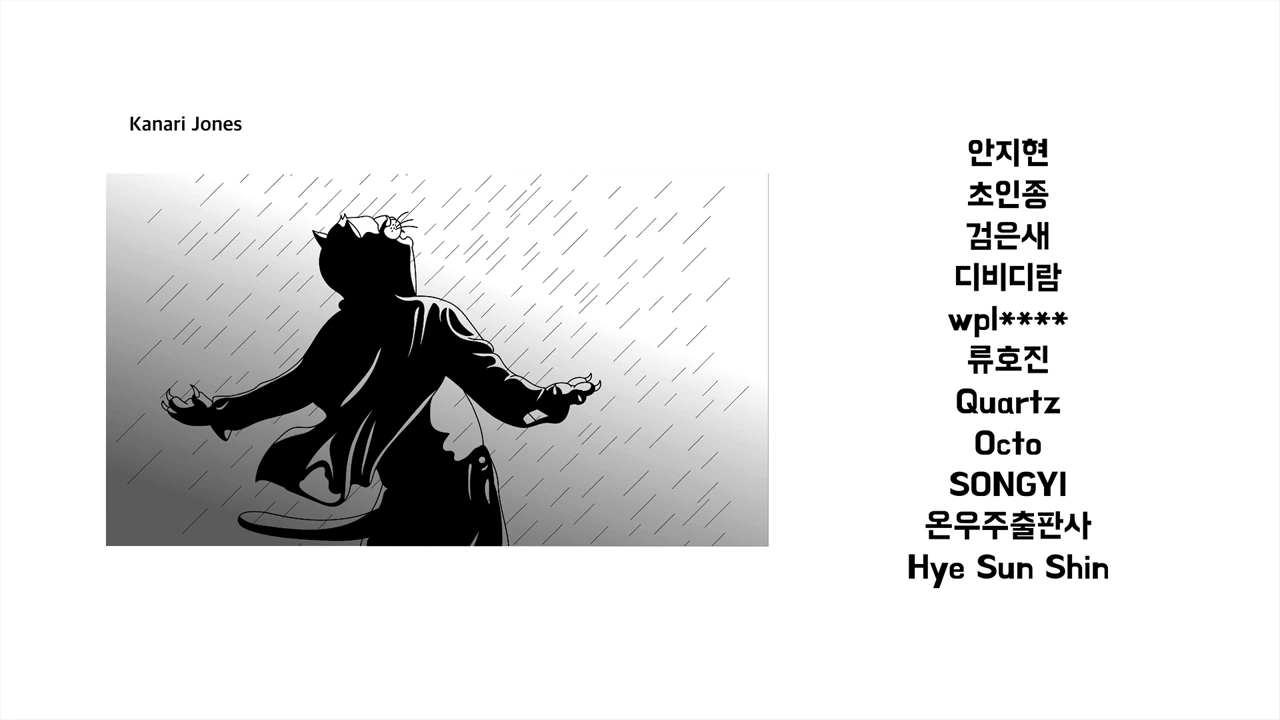 Kanari Jones
안지현
초인종
검은새
디비디람
wpl****
류호진
Quartz
Octo
SONGYI
온우주출판사
Hye Sun Shin